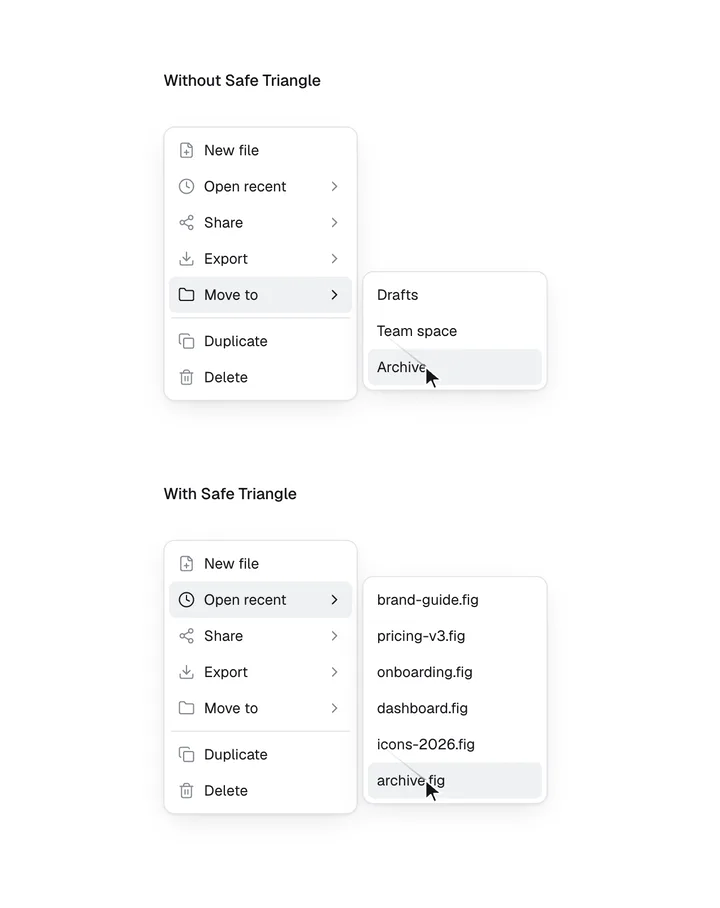 Without Safe Triangle
New file
Open recent
Share
Export
Move to
Drafts
Team space
Duplicate
Archive
Delete
With Safe Triangle
New file
Open recent
brand-guide.fig
Share
pricing-v3.fig
Export
onboarding.fig
Move to
dashboard.fig
icons-2026.fig
Duplicate
archive.fig
Delete